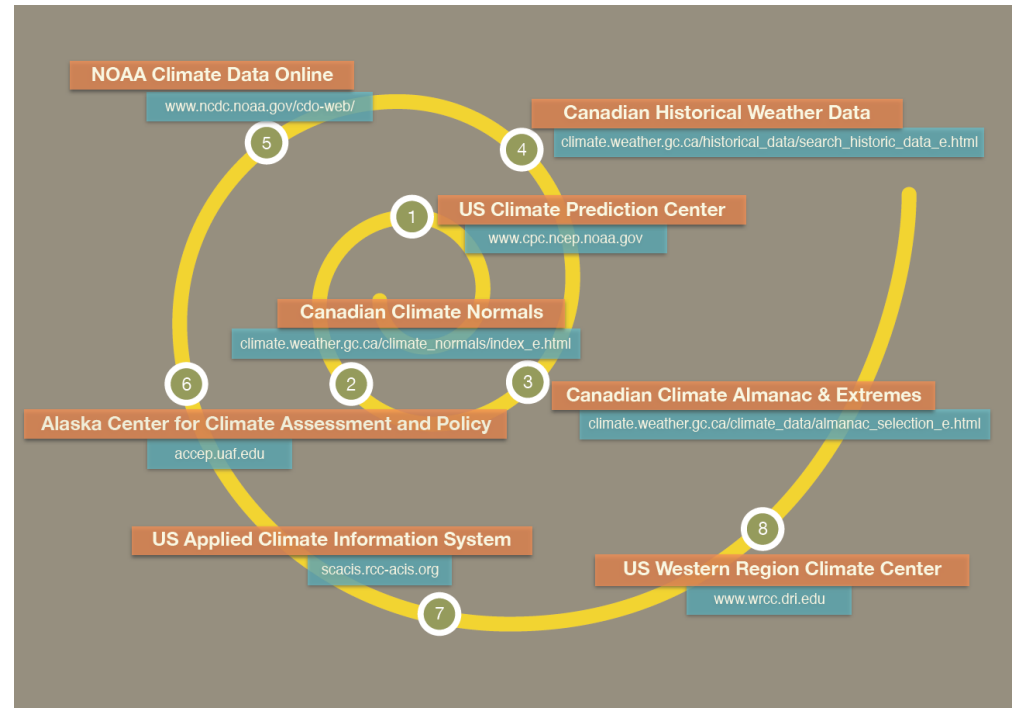 NOAA Climate Data Online
www.ncdc.noaa.gov/cdo-web/
5
Canadian Historical Weather Data
climate.weather.gc.ca/historical_data/search_historic_data_e.html
4
1
US Climate Prediction Center
www.cpc.ncep.noaa.gov
Canadian Climate Normals
climate.weather.gc.ca/climate_normals/index_e.html
2
3
Canadian Climate Almanac & Extremes
climate.weather.gc.ca/climate_data/almanac_selection_e.html
6
Alaska Center for Climate Assessment and Policy
accep.uaf.edu
US Applied Climate Information System
scacis.rcc-acis.org
7
8
US Western Region Climate Center
www.wrcc.dri.edu